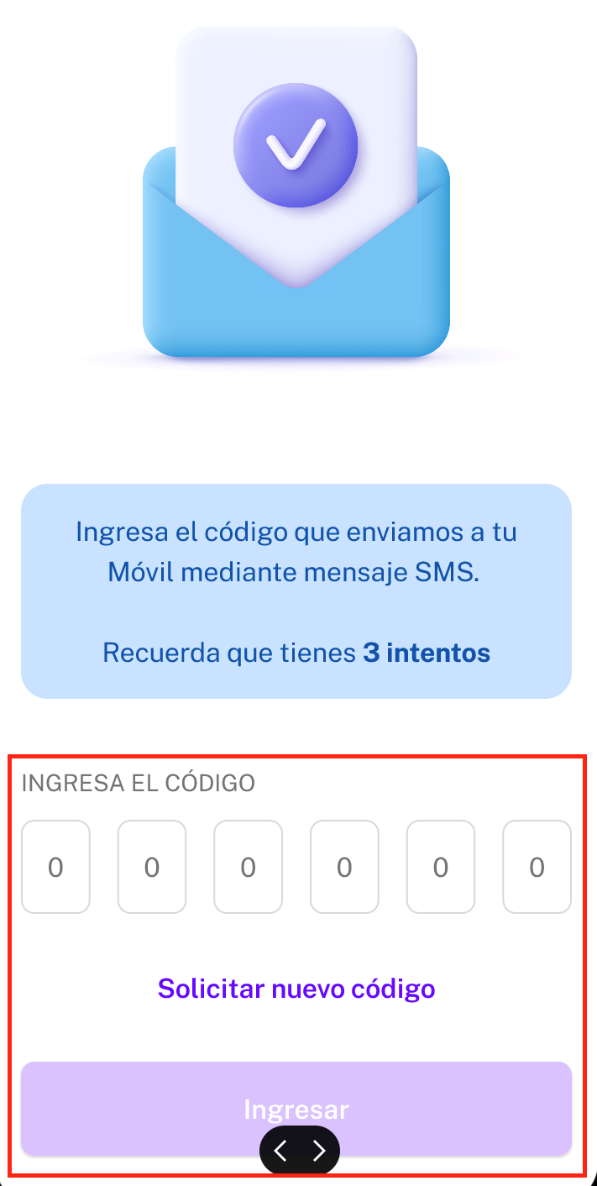 Ingresa el código que enviamos a tu
Móvil mediante mensaje SMS.
Recuerda que tienes 3 intentos
INGRESA EL CÓDIGO
0 0 0 0 0 0
Solicitar nuevo código
Ingresar